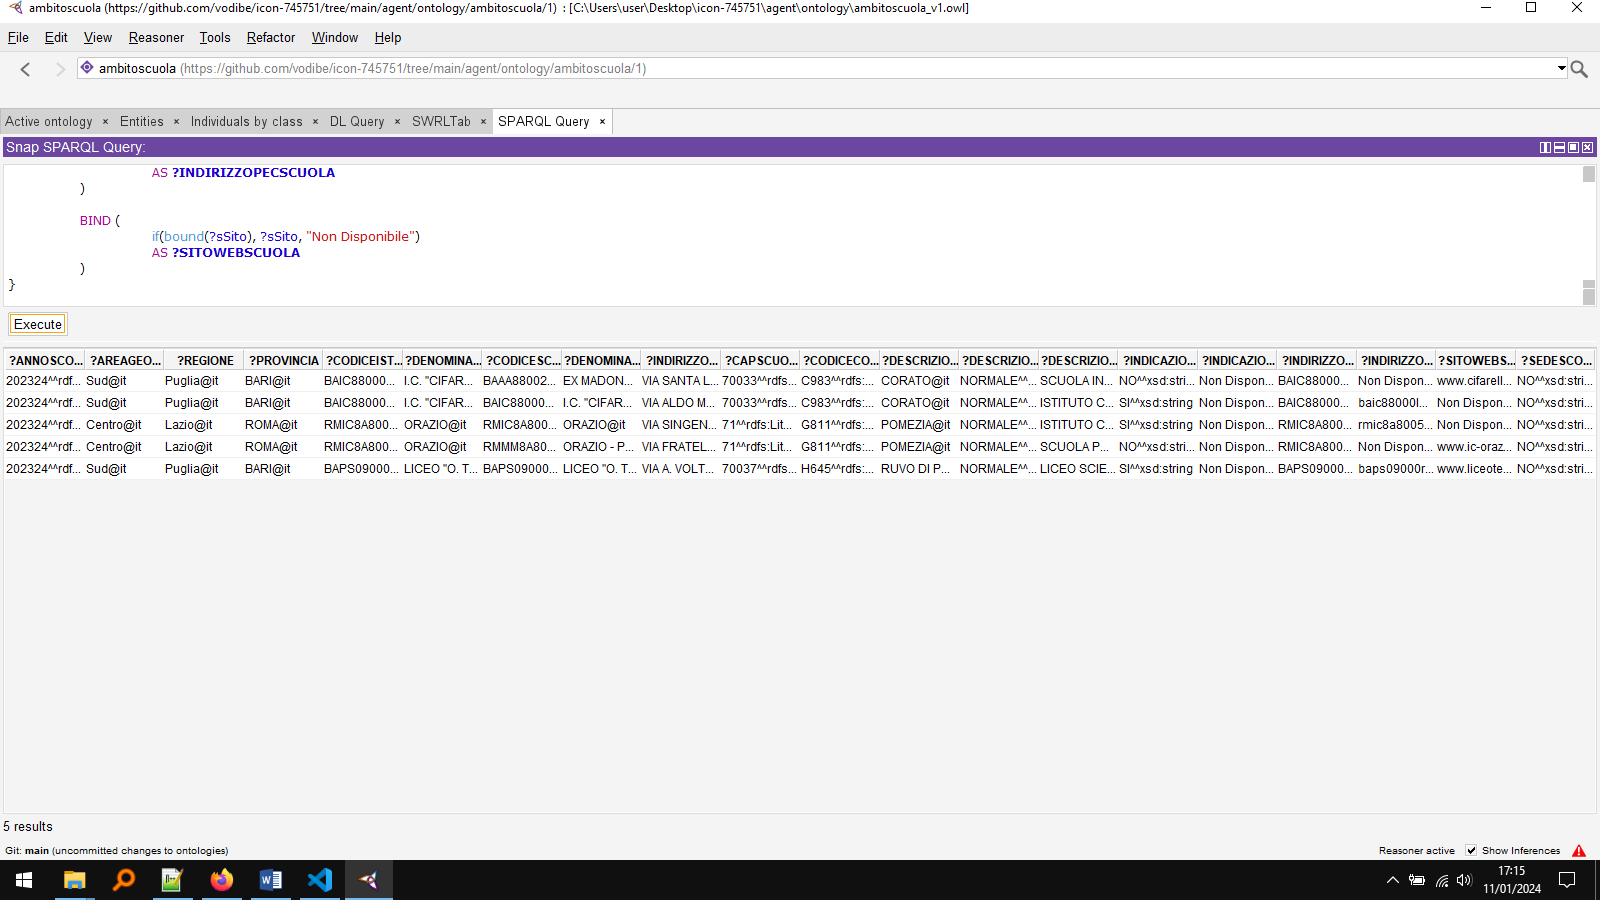 ambitoscuola (https://github.com/vodibe/icon-745751/tree/main/agent/ontology/ambitoscuola/1) : [C:\Users\user\Desktop\icon-745751\agent\ontology\ambitoscuola_v1.owl]
File Edit View Reasoner Tools Refactor Window Help
ambitoscuola (https://github.com/vodibe/icon-745751/tree/main/agent/ontology/ambitoscuola/1)
Active ontology × Entities × Individuals by class × DL Query × SWRLTab × SPARQL Query ×
Snap SPARQL Query:
AS ?INDIRIZZOPECSCUOLA
)
BIND (
if(bound(?sSito), ?sSito, "Non Disponibile")
AS ?SITOWEBSCUOLA
)
}
Execute
?ANNOSCO... ?AREAGEO... ?REGIONE ?PROVINCIA ?CODICEIST... ?DENOMINA... ?CODICESC... ?DENOMINA... ?INDIRIZZO... ?CAPSCUO... ?CODICECO... ?DESCRIZIO... ?DESCRIZIO... ?DESCRIZIO... ?INDICAZIO... ?INDICAZIO... ?INDIRIZZO... ?INDIRIZZO... ?SITOWEBS... ?SEDESCO...
202324^^rdf... Sud@it Puglia@it BARI@it BAIC88000... I.C. "CIFAR... BAAA88002... EX MADON... VIA SANTA L... 70033^^rdfs... C983^^rdfs:... CORATO@it NORMALE^^... SCUOLA IN... NO^^xsd:stri... Non Dispon... BAIC88000... Non Dispon... www.cifarell... NO^^xsd:stri...
202324^^rdf... Sud@it Puglia@it BARI@it BAIC88000... I.C. "CIFAR... BAIC88000... I.C. "CIFAR... VIA ALDO M... 70033^^rdfs... C983^^rdfs:... CORATO@it NORMALE^^... ISTITUTO C... SI^^xsd:string Non Dispon... BAIC88000... baic88000l... Non Dispon... NO^^xsd:stri...
202324^^rdf... Centro@it Lazio@it ROMA@it RMIC8A800... ORAZIO@it RMIC8A800... ORAZIO@it VIA SINGEN... 71^^rdfs:Lit... G811^^rdfs:... POMEZIA@it NORMALE^^... ISTITUTO C... SI^^xsd:string Non Dispon... RMIC8A800... rmic8a8005... Non Dispon... NO^^xsd:stri...
202324^^rdf... Centro@it Lazio@it ROMA@it RMIC8A800... ORAZIO@it RMMM8A80... ORAZIO - P... VIA FRATEL... 71^^rdfs:Lit... G811^^rdfs:... POMEZIA@it NORMALE^^... SCUOLA P... NO^^xsd:stri... Non Dispon... RMIC8A800... Non Dispon... www.ic-oraz... NO^^xsd:stri...
202324^^rdf... Sud@it Puglia@it BARI@it BAPS09000... LICEO "O. T... BAPS09000... LICEO "O. T... VIA A. VOLT... 70037^^rdfs... H645^^rdfs:... RUVO DI P... NORMALE^^... LICEO SCIE... SI^^xsd:string Non Dispon... BAPS09000... baps09000r... www.liceote... NO^^xsd:stri...
5 results
Git: main (uncommitted changes to ontologies)
Reasoner active Show Inferences
17:15
11/01/2024